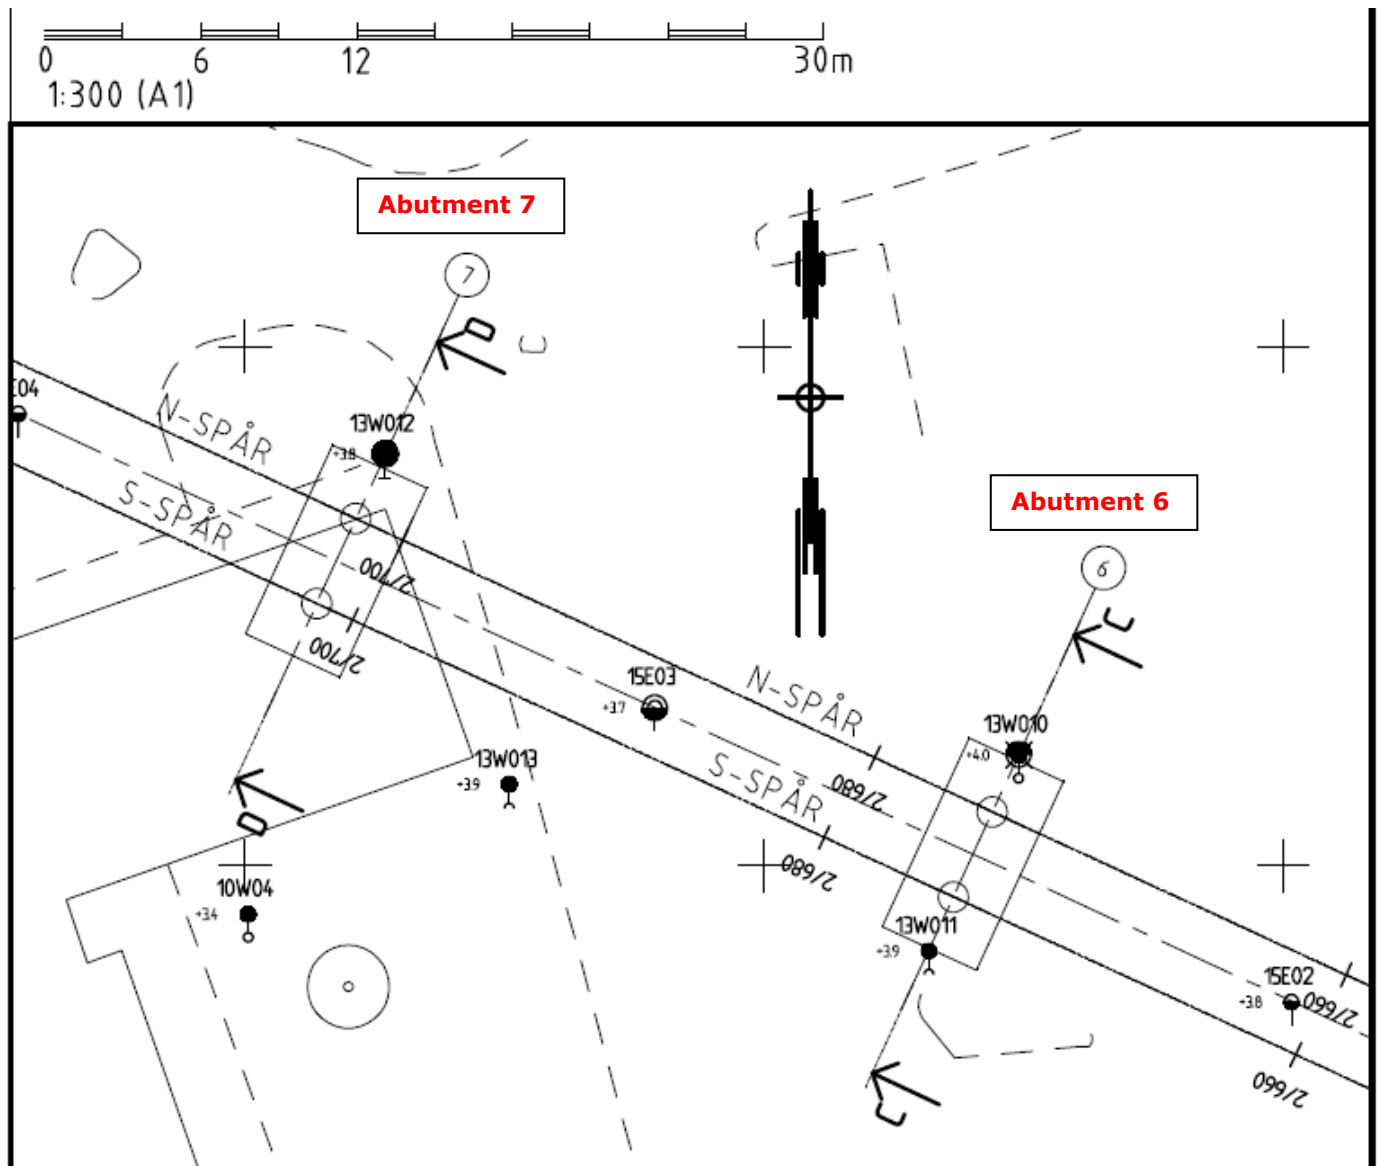 0 6 12 30m
1:300 (A1)
Abutment 7
7
D
E04
N-SPÅR
13W012
+3.8
S-SPÅR
2/700
2/700
Abutment 6
6
C
15E03
+3.7
N-SPÅR
13W010
+4.0
13W013
+3.9
S-SPÅR
2/680
2/680
D
10W04
+3.4
13W011
+3.9
15E02
+3.8
2/660
2/660
C